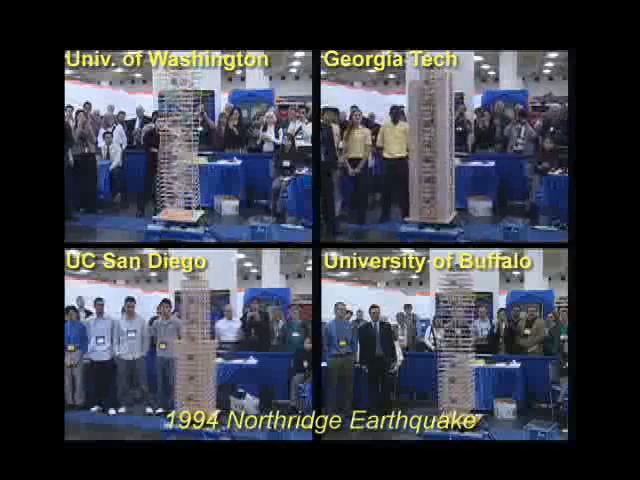 Univ. of Washington
Georgia Tech
UC San Diego
University of Buffalo
1994 Northridge Earthquake